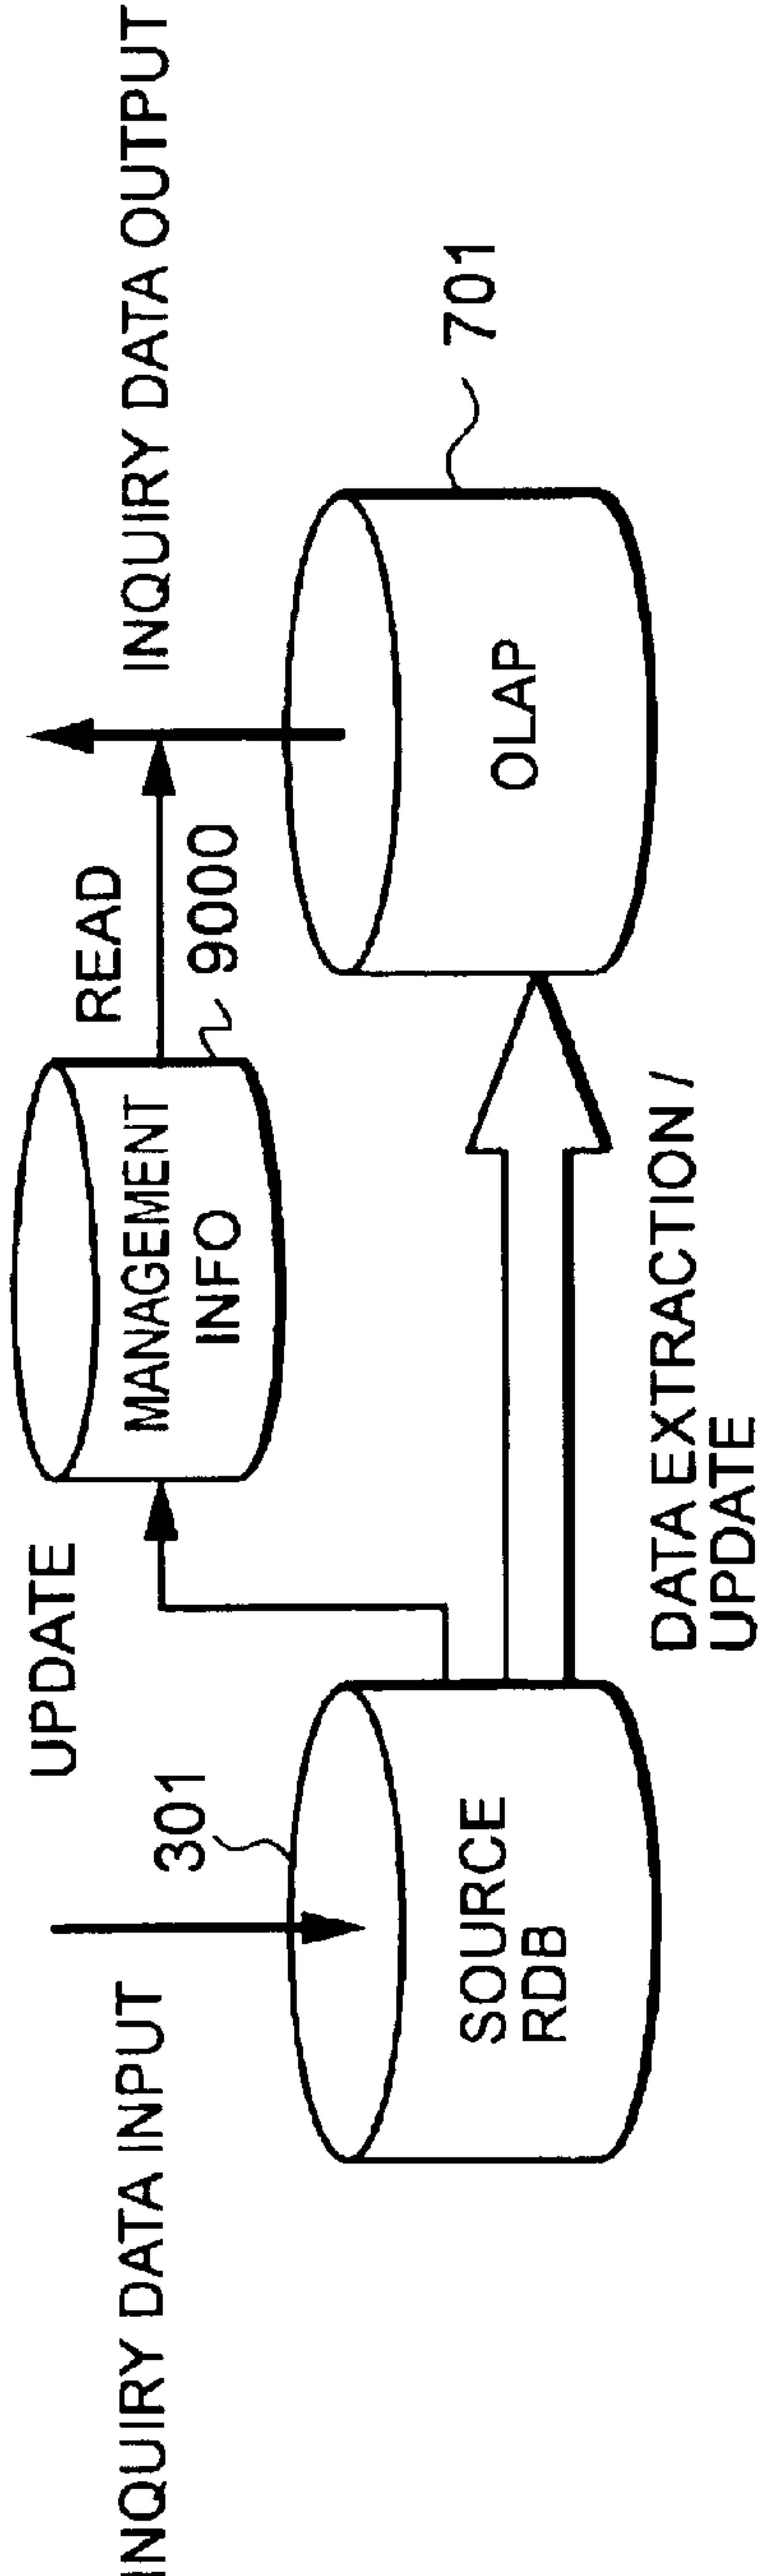 INQUIRY DATA INPUT
301
SOURCE
RDB
UPDATE
MANAGEMENT
INFO
9000
READ
DATA EXTRACTION /
UPDATE
INQUIRY DATA OUTPUT
OLAP
701